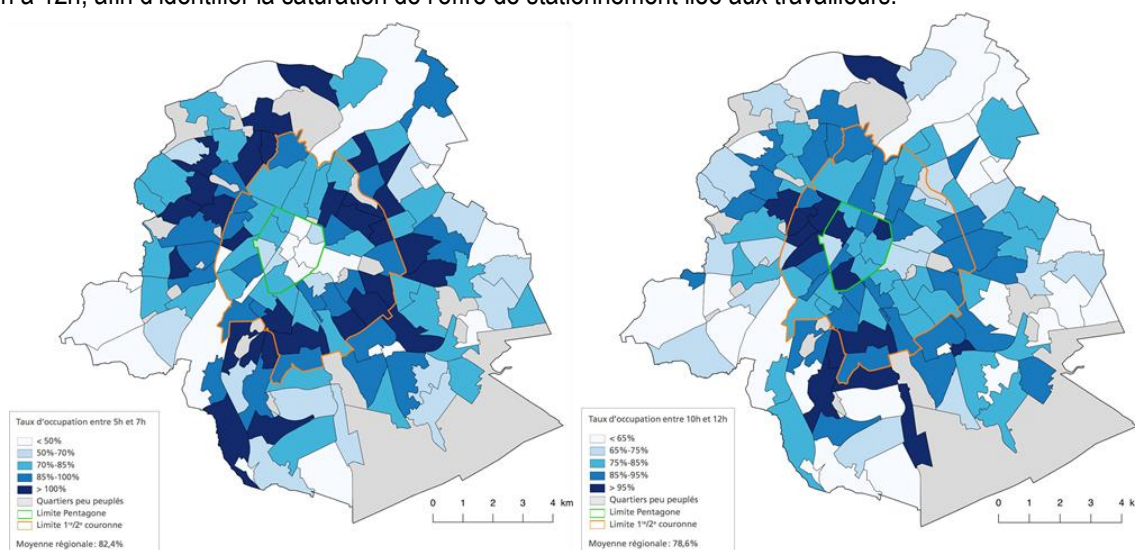 à 12h, afin d'identifier la saturation de l'offre de stationnement liée aux travailleurs.
Taux d'occupation entre 5h et 7h
< 50%
50%-70%
70%-85%
85%-100%
> 100%
Quartiers peu peuplés
Limite Pentagone
Limite 1re/2e couronne
Moyenne régionale: 82,4%
0 1 2 3 4 km
Taux d'occupation entre 10h et 12h
< 65%
65%-75%
75%-85%
85%-95%
> 95%
Quartiers peu peuplés
Limite Pentagone
Limite 1re/2e couronne
Moyenne régionale: 78,6%
0 1 2 3 4 k